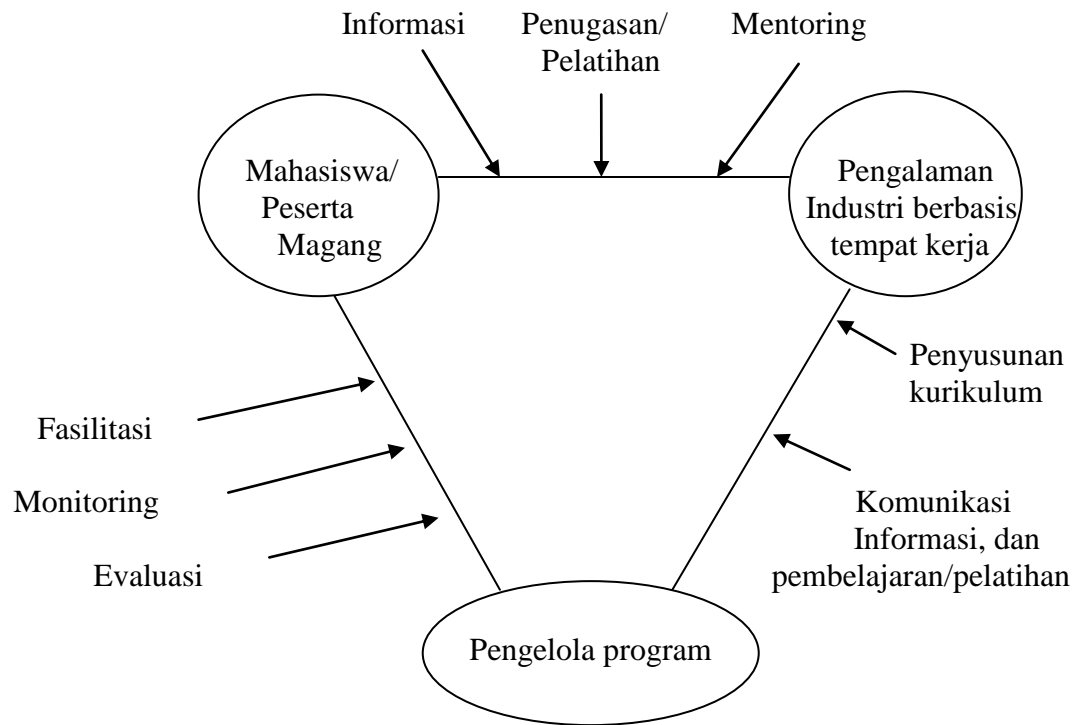 Informasi
Penugasan/
Pelatihan
Mentoring
Mahasiswa/
Peserta
Magang
Pengalaman
Industri berbasis
tempat kerja
Penyusunan
kurikulum
Fasilitasi
Monitoring
Evaluasi
Komunikasi
Informasi, dan
pembelajaran/pelatihan
Pengelola program